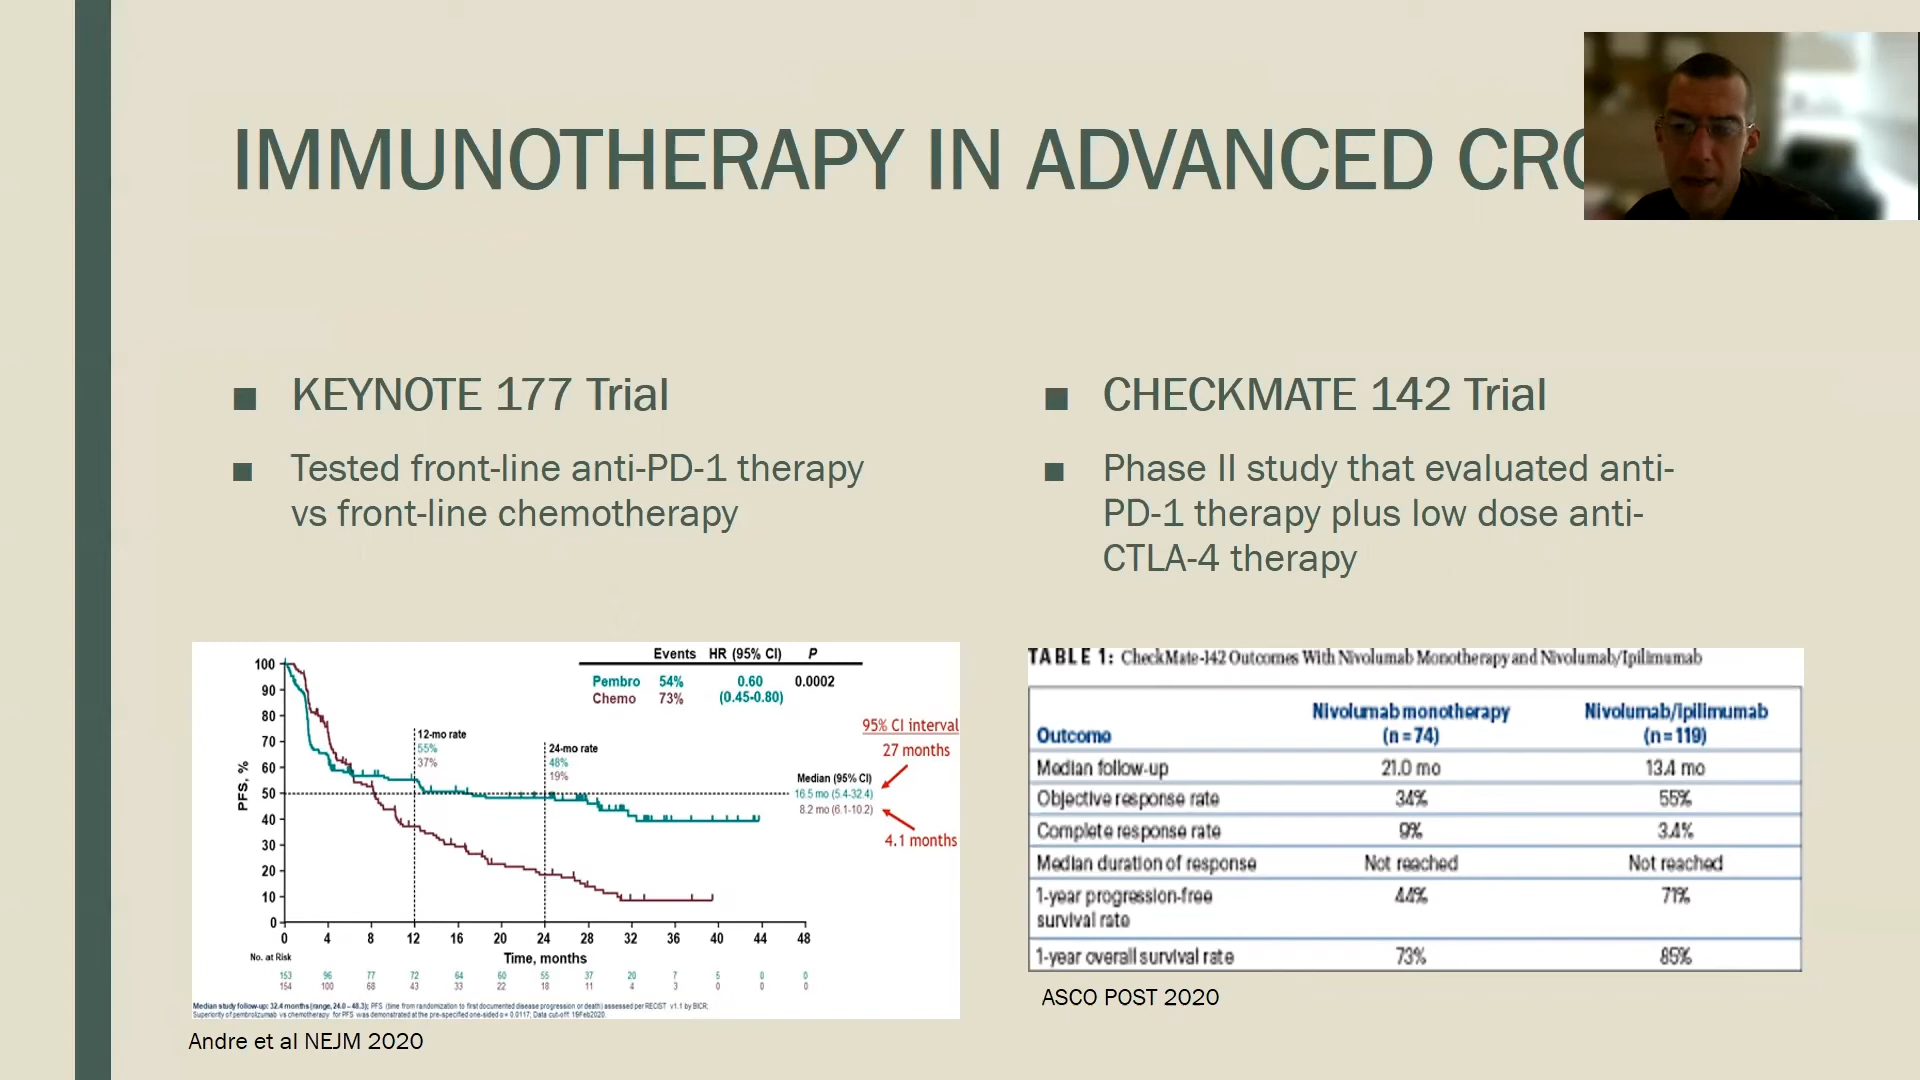 IMMUNOTHERAPY IN ADVANCED CRC
■ KEYNOTE 177 Trial
■ Tested front-line anti-PD-1 therapy
vs front-line chemotherapy
Events HR (95% CI) P
Pembro 54% 0.60 0.0002
Chemo 73% (0.45-0.80)
95% CI interval
27 months
12-mo rate
55%
37%
24-mo rate
48%
19%
Median (95% CI)
16.5 mo (5.4-32.4)
8.2 mo (6.1-10.2)
4.1 months
PFS, %
100
90
80
70
60
50
40
30
20
10
0
0 4 8 12 16 20 24 28 32 36 40 44 48
Time, months
No. at Risk
153 96 77 72 64 60 55 37 20 7 5 0 0
154 100 68 43 33 22 18 11 4 3 0 0 0
Median study follow-up: 32.4 months (range, 24.0 – 48.3); PFS (time from randomization to first documented disease progression or death) assessed per RECIST v1.1 by BICR;
Superiority of pembrolizumab vs chemotherapy for PFS was demonstrated at the pre-specified one-sided α = 0.0117; Data cut-off: 19Feb2020.
Andre et al NEJM 2020
■ CHECKMATE 142 Trial
■ Phase II study that evaluated anti-
PD-1 therapy plus low dose anti-
CTLA-4 therapy
TABLE 1: CheckMate-142 Outcomes With Nivolumab Monotherapy and Nivolumab/Ipilimumab
Nivolumab monotherapy Nivolumab/Ipilimumab
Outcome (n = 74) (n = 119)
Median follow-up 21.0 mo 13.4 mo
Objective response rate 34% 55%
Complete response rate 9% 3.4%
Median duration of response Not reached Not reached
1-year progression-free 44% 71%
survival rate
1-year overall survival rate 73% 85%
ASCO POST 2020